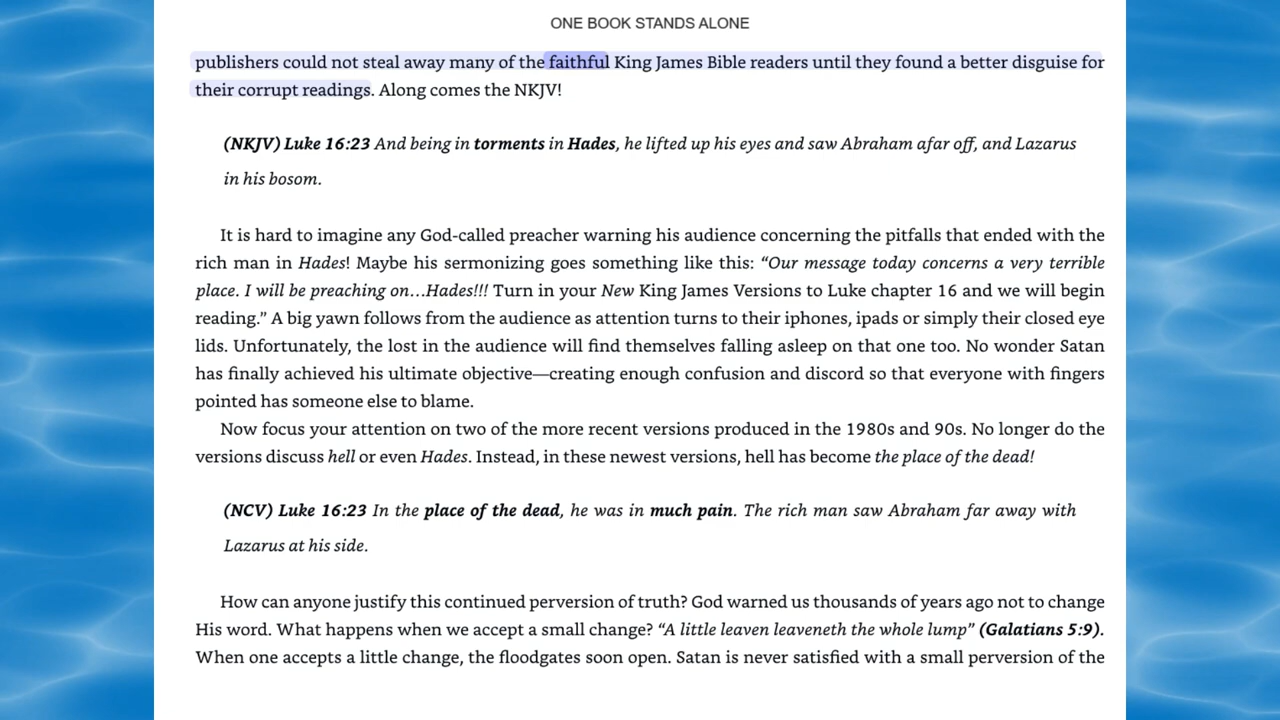 ONE BOOK STANDS ALONE
publishers could not steal away many of the faithful King James Bible readers until they found a better disguise for
their corrupt readings. Along comes the NKJV!
(NKJV) Luke 16:23 And being in torments in Hades, he lifted up his eyes and saw Abraham afar off, and Lazarus
in his bosom.
It is hard to imagine any God-called preacher warning his audience concerning the pitfalls that ended with the
rich man in Hades! Maybe his sermonizing goes something like this: “Our message today concerns a very terrible
place. I will be preaching on…Hades!!! Turn in your New King James Versions to Luke chapter 16 and we will begin
reading.” A big yawn follows from the audience as attention turns to their iphones, ipads or simply their closed eye
lids. Unfortunately, the lost in the audience will find themselves falling asleep on that one too. No wonder Satan
has finally achieved his ultimate objective—creating enough confusion and discord so that everyone with fingers
pointed has someone else to blame.
Now focus your attention on two of the more recent versions produced in the 1980s and 90s. No longer do the
versions discuss hell or even Hades. Instead, in these newest versions, hell has become the place of the dead!
(NCV) Luke 16:23 In the place of the dead, he was in much pain. The rich man saw Abraham far away with
Lazarus at his side.
How can anyone justify this continued perversion of truth? God warned us thousands of years ago not to change
His word. What happens when we accept a small change? “A little leaven leaveneth the whole lump” (Galatians 5:9).
When one accepts a little change, the floodgates soon open. Satan is never satisfied with a small perversion of the